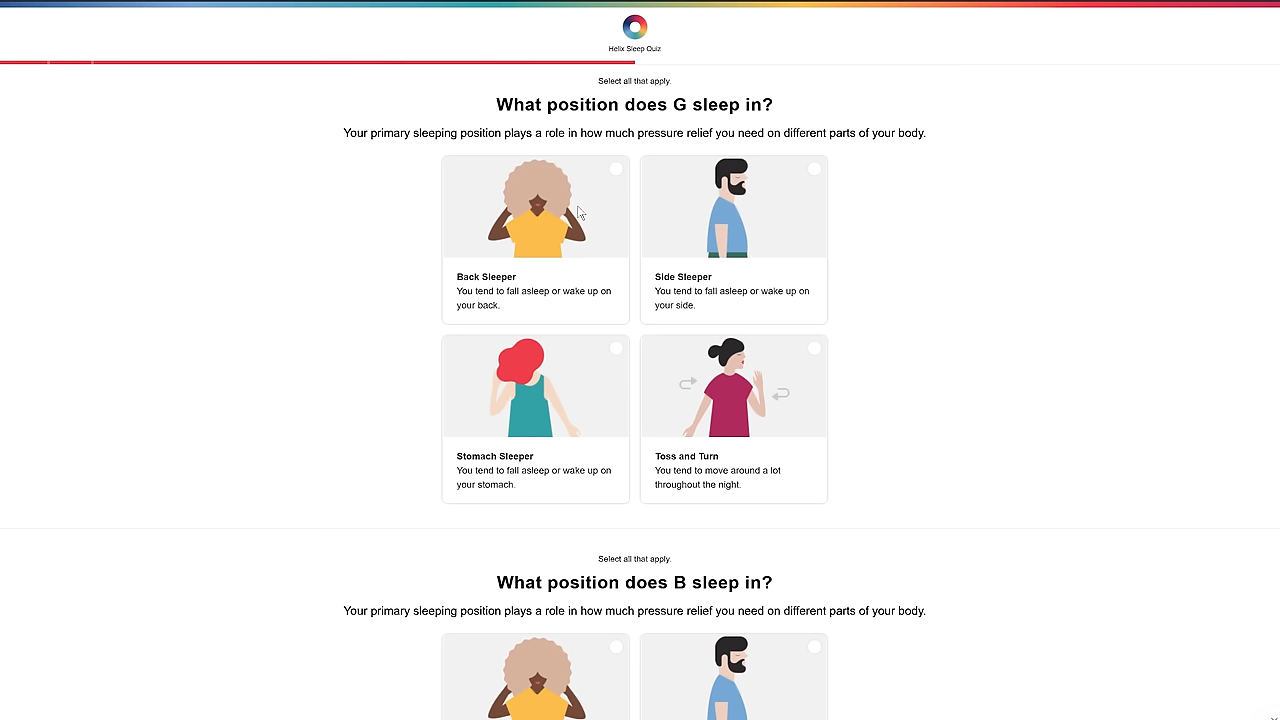 Helix Sleep Quiz
Select all that apply.
What position does G sleep in?
Your primary sleeping position plays a role in how much pressure relief you need on different parts of your body.
Back Sleeper
You tend to fall asleep or wake up on
your back.
Side Sleeper
You tend to fall asleep or wake up on
your side.
Stomach Sleeper
You tend to fall asleep or wake up on
your stomach.
Toss and Turn
You tend to move around a lot
throughout the night.
Select all that apply.
What position does B sleep in?
Your primary sleeping position plays a role in how much pressure relief you need on different parts of your body.